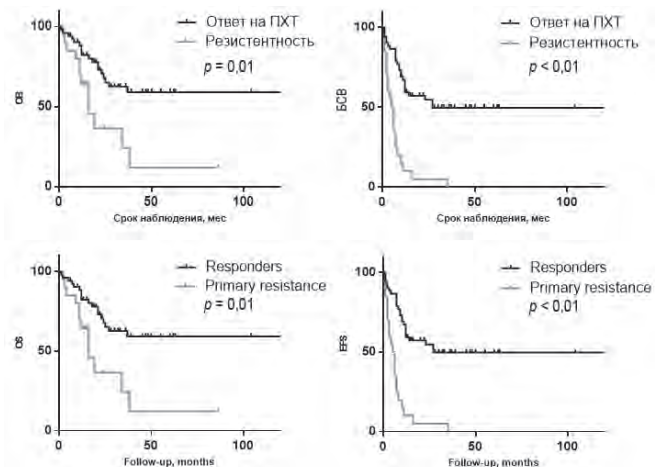 100
50
0
ОВ
0
50
100
Срок наблюдения, мес
Ответ на ПХТ
Резистентность
p = 0,01
100
50
0
БСВ
0
50
100
Срок наблюдения, мес
Ответ на ПХТ
Резистентность
p < 0,01
100
50
0
OS
0
50
100
Follow-up, months
Responders
Primary resistance
p = 0,01
100
50
0
EFS
0
50
100
Follow-up, months
Responders
Primary resistance
p < 0,01